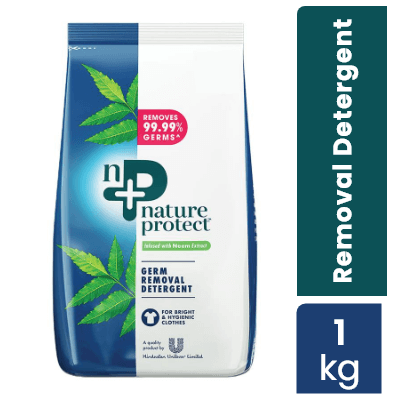 REMOVES
99.99%
GERMS^
n+P
nature
protect
Infused with Neem Extract
GERM
REMOVAL
DETERGENT
FOR BRIGHT
& HYGIENIC
CLOTHES
A quality
product by
Hindustan Unilever Limited
Removal Detergent
1
kg